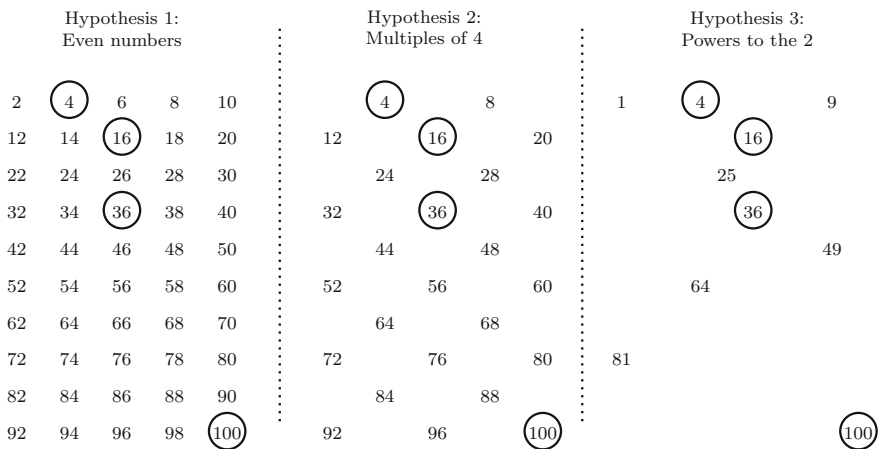 Hypothesis 1:
Even numbers
2 4 6 8 10
12 14 16 18 20
22 24 26 28 30
32 34 36 38 40
42 44 46 48 50
52 54 56 58 60
62 64 66 68 70
72 74 76 78 80
82 84 86 88 90
92 94 96 98 100
Hypothesis 2:
Multiples of 4
4 8
12 16 20
24 28
32 36 40
44 48
52 56 60
64 68
72 76 80
84 88
92 96 100
Hypothesis 3:
Powers to the 2
1 4 9
16
25
36
49
64
81
100